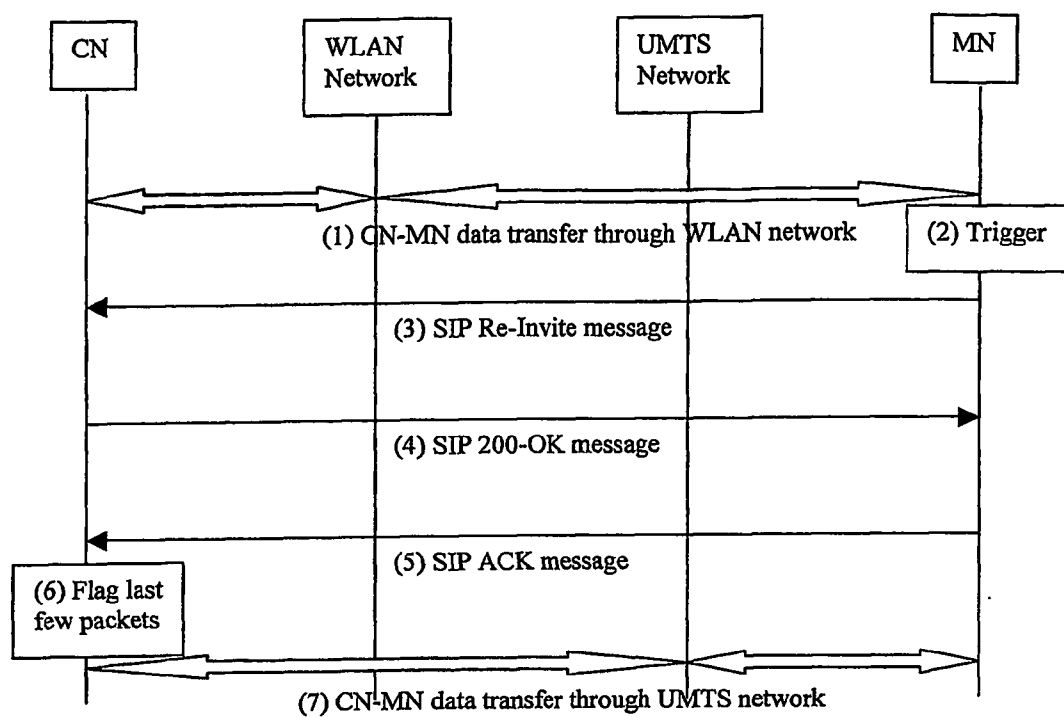 CN
WLAN
Network
UMTS
Network
MN
(1) CN-MN data transfer through WLAN network
(2) Trigger
(3) SIP Re-Invite message
(4) SIP 200-OK message
(5) SIP ACK message
(6) Flag last
few packets
(7) CN-MN data transfer through UMTS network